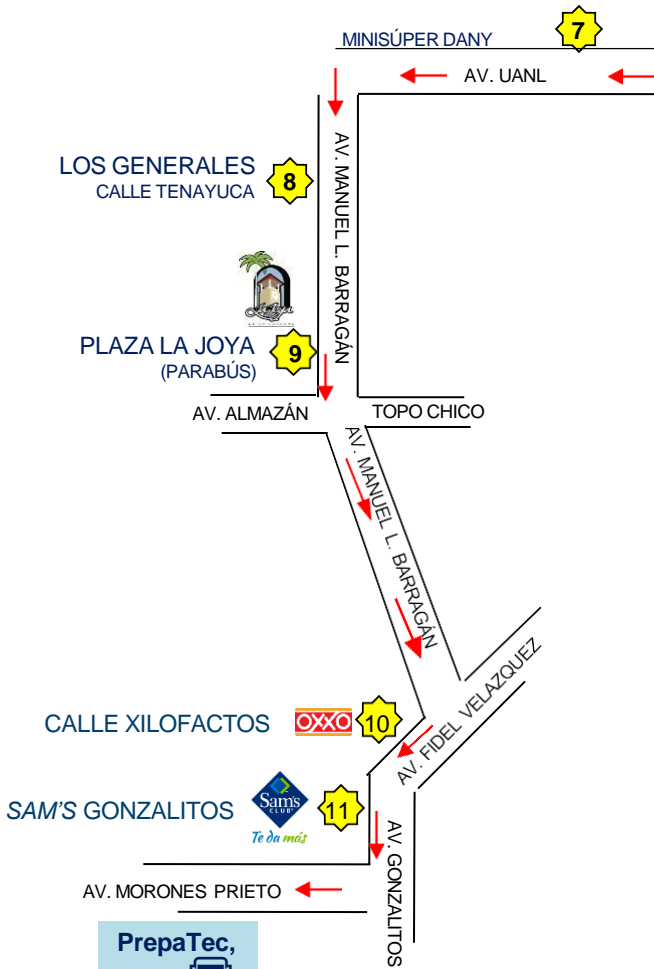 7
MINISÚPER DANY
AV. UANL
AV. MANUEL L. BARRAGÁN
LOS GENERALES
CALLE TENAYUCA
8
PLAZA LA JOYA
(PARABÚS)
9
AV. ALMAZÁN
TOPO CHICO
AV. MANUEL L. BARRAGÁN
AV. FIDEL VELAZQUEZ
CALLE XILOFACTOS
OXXO
10
SAM'S GONZALITOS
Sam's
CLUB
Te da más
11
AV. GONZALITOS
AV. MORONES PRIETO
PrepaTec,